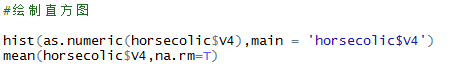 #绘制直方图
hist(as.numeric(horsecolic$V4),main = 'horsecolic$V4')
mean(horsecolic$V4,na.rm=T)